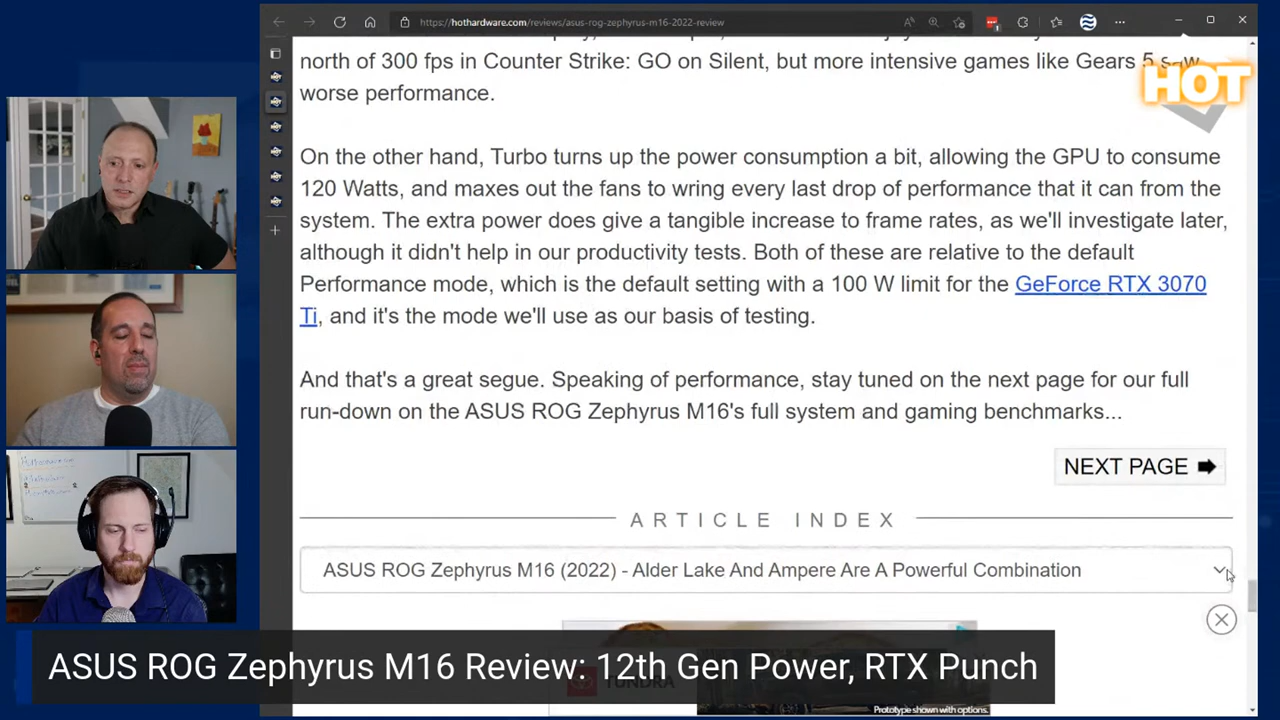 https://hothardware.com/reviews/asus-rog-zephyrus-m16-2022-review
north of 300 fps in Counter Strike: GO on Silent, but more intensive games like Gears 5 saw
worse performance.
HOT
On the other hand, Turbo turns up the power consumption a bit, allowing the GPU to consume
120 Watts, and maxes out the fans to wring every last drop of performance that it can from the
system. The extra power does give a tangible increase to frame rates, as we'll investigate later,
although it didn't help in our productivity tests. Both of these are relative to the default
Performance mode, which is the default setting with a 100 W limit for the GeForce RTX 3070
Ti, and it's the mode we'll use as our basis of testing.
And that's a great segue. Speaking of performance, stay tuned on the next page for our full
run-down on the ASUS ROG Zephyrus M16's full system and gaming benchmarks...
NEXT PAGE
ARTICLE INDEX
ASUS ROG Zephyrus M16 (2022) - Alder Lake And Ampere Are A Powerful Combination
ASUS ROG Zephyrus M16 Review: 12th Gen Power, RTX Punch
TUNDRA
Prototype shown with options.